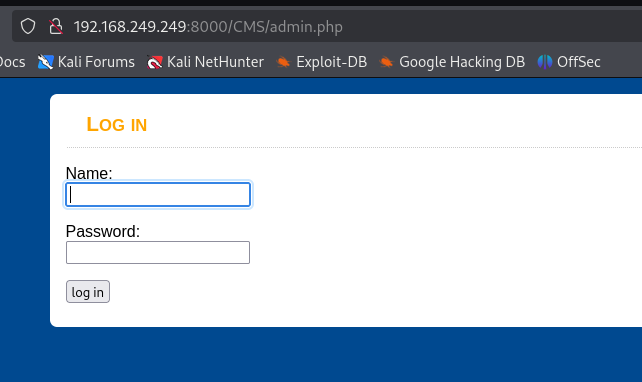 192.168.249.249:8000/CMS/admin.php
Docs Kali Forums Kali NetHunter Exploit-DB Google Hacking DB OffSec
Log in
Name:
Password:
log in